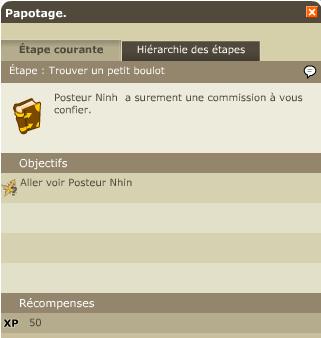 Papotage.
Étape courante
Hiérarchie des étapes
Étape : Trouver un petit boulot
Posteur Ninh a surement une commission à vous
confier.
Objectifs
Aller voir Posteur Nhin
Récompenses
XP 50